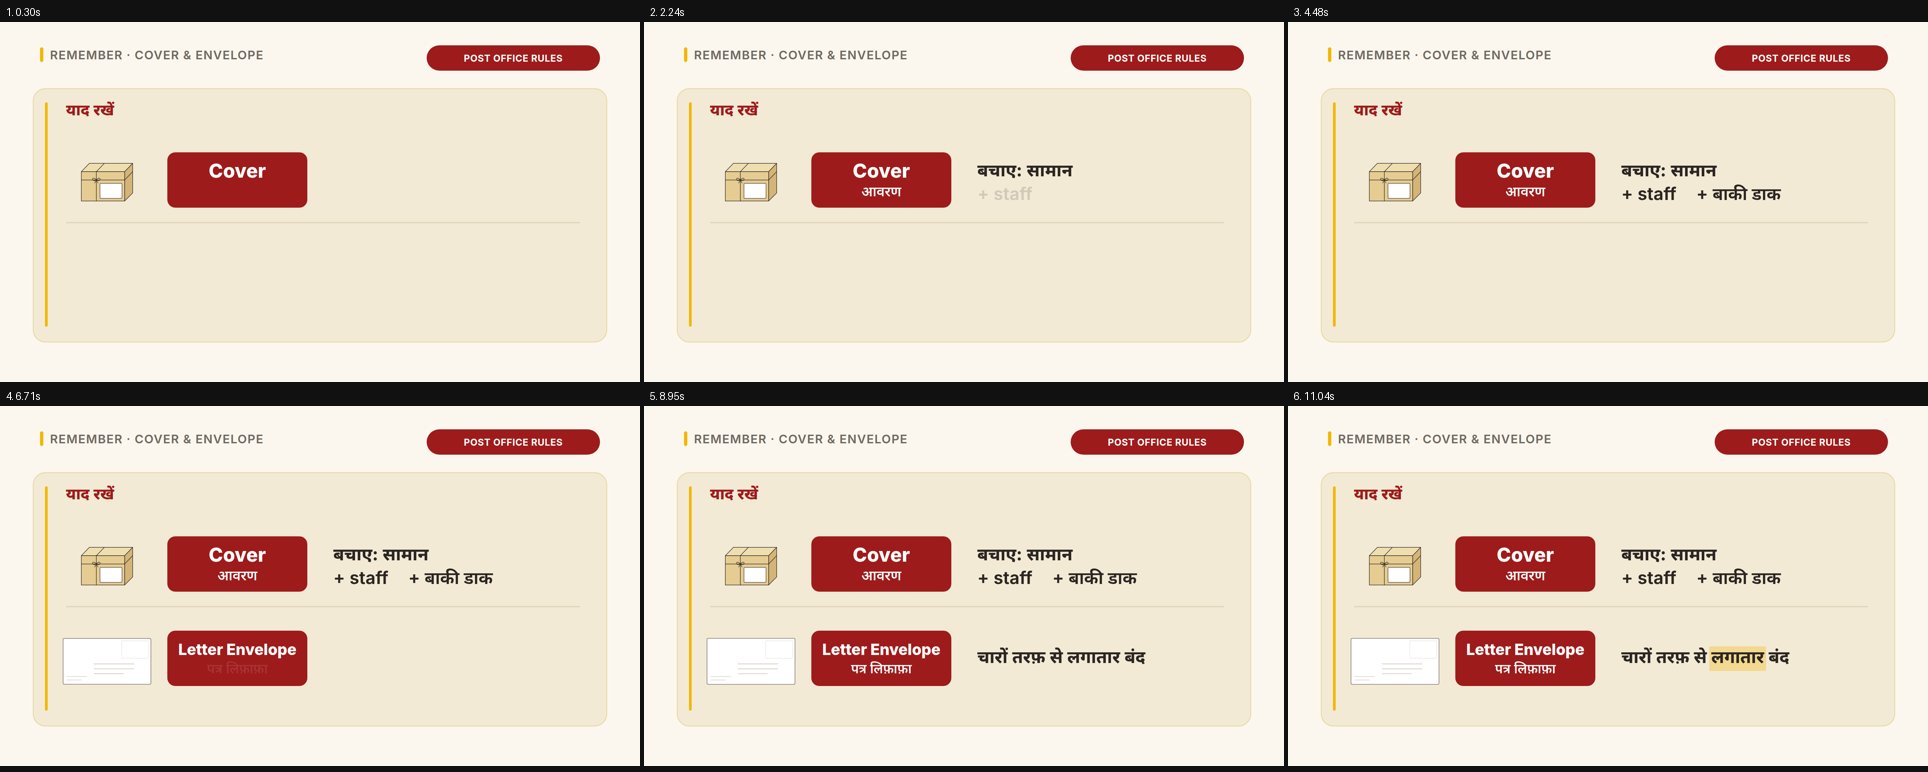 1. 0.30s
REMEMBER · COVER & ENVELOPE
POST OFFICE RULES
याद रखें
Cover
2. 2.24s
REMEMBER · COVER & ENVELOPE
POST OFFICE RULES
याद रखें
Cover
आवरण
बचाए: सामान
+ staff
3. 4.48s
REMEMBER · COVER & ENVELOPE
POST OFFICE RULES
याद रखें
Cover
आवरण
बचाए: सामान
+ staff + बाकी डाक
4. 6.71s
REMEMBER · COVER & ENVELOPE
POST OFFICE RULES
याद रखें
Cover
आवरण
बचाए: सामान
+ staff + बाकी डाक
Letter Envelope
पत्र लिफ़ाफ़ा
5. 8.95s
REMEMBER · COVER & ENVELOPE
POST OFFICE RULES
याद रखें
Cover
आवरण
बचाए: सामान
+ staff + बाकी डाक
Letter Envelope
पत्र लिफ़ाफ़ा
चारों तरफ़ से लगातार बंद
6. 11.04s
REMEMBER · COVER & ENVELOPE
POST OFFICE RULES
याद रखें
Cover
आवरण
बचाए: सामान
+ staff + बाकी डाक
Letter Envelope
पत्र लिफ़ाफ़ा
चारों तरफ़ से लगातार बंद